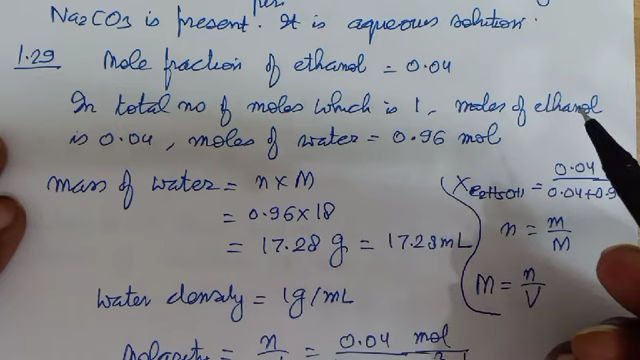 per
Na2CO3 is present. It is aqueous solution.
1.29 Mole fraction of ethanol = 0.04
In total no of moles which is 1, moles of ethanol
is 0.04, moles of water = 0.96 mol
mass of water = n × M
= 0.96 × 18
= 17.28 g = 17.28 mL
Water density = 1g/mL
Molarity = n = 0.04 mol
XC2H5OH = 0.04
0.04+0.9
n = m/M
M = n/V